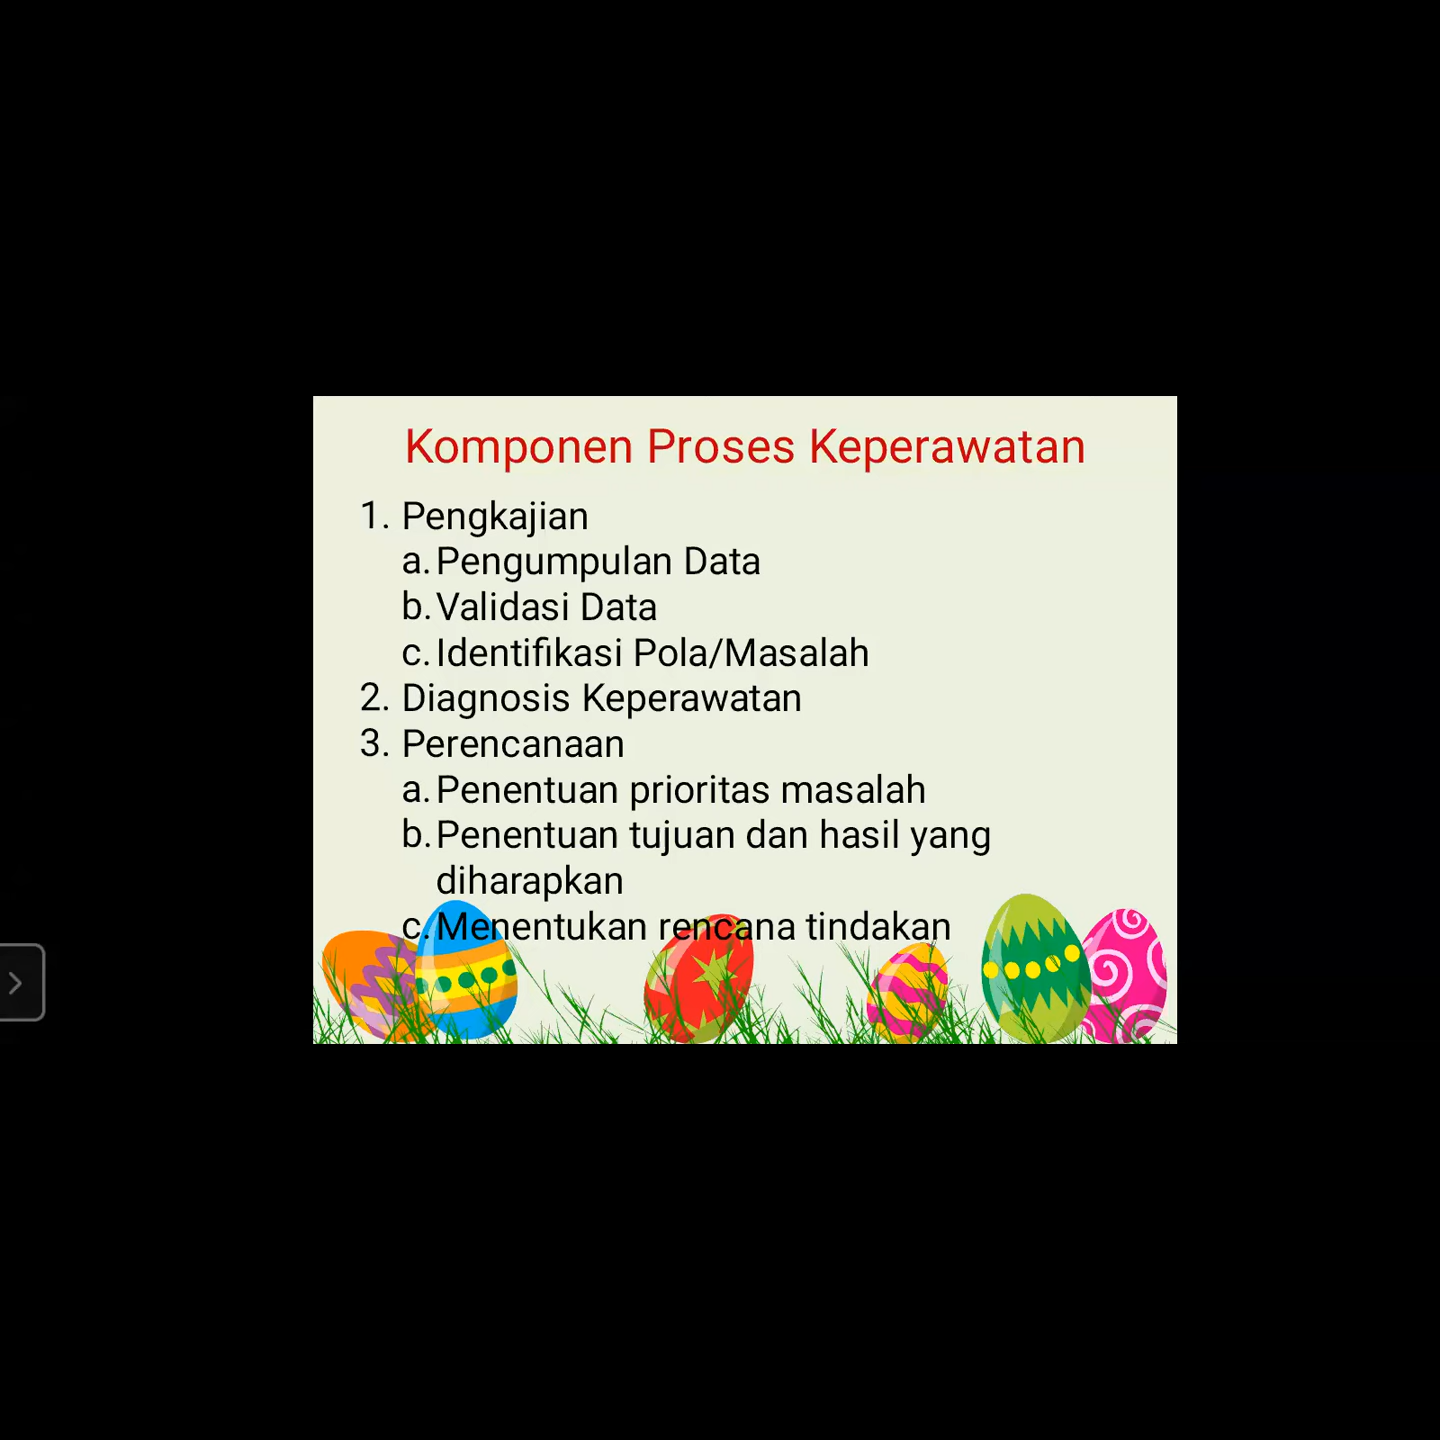 Komponen Proses Keperawatan
1. Pengkajian
a. Pengumpulan Data
b. Validasi Data
c. Identifikasi Pola/Masalah
2. Diagnosis Keperawatan
3. Perencanaan
a. Penentuan prioritas masalah
b. Penentuan tujuan dan hasil yang
diharapkan
c. Menentukan rencana tindakan